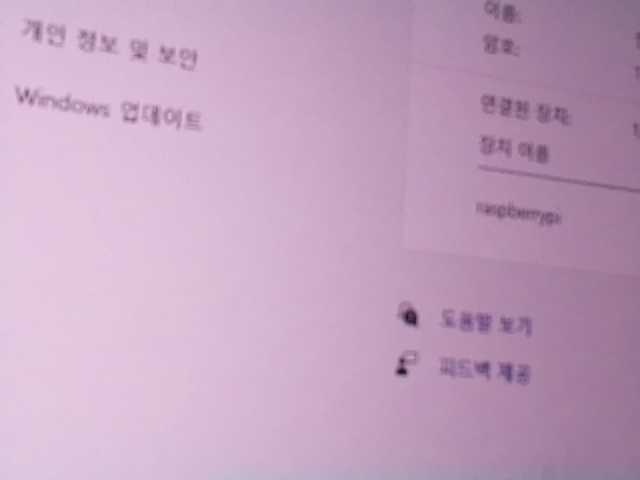 개인 정보 및 보안
Windows 업데이트
이름:
암호:
연결된 장치:
장치 이름
raspberrypi
도움말 보기
피드백 제공